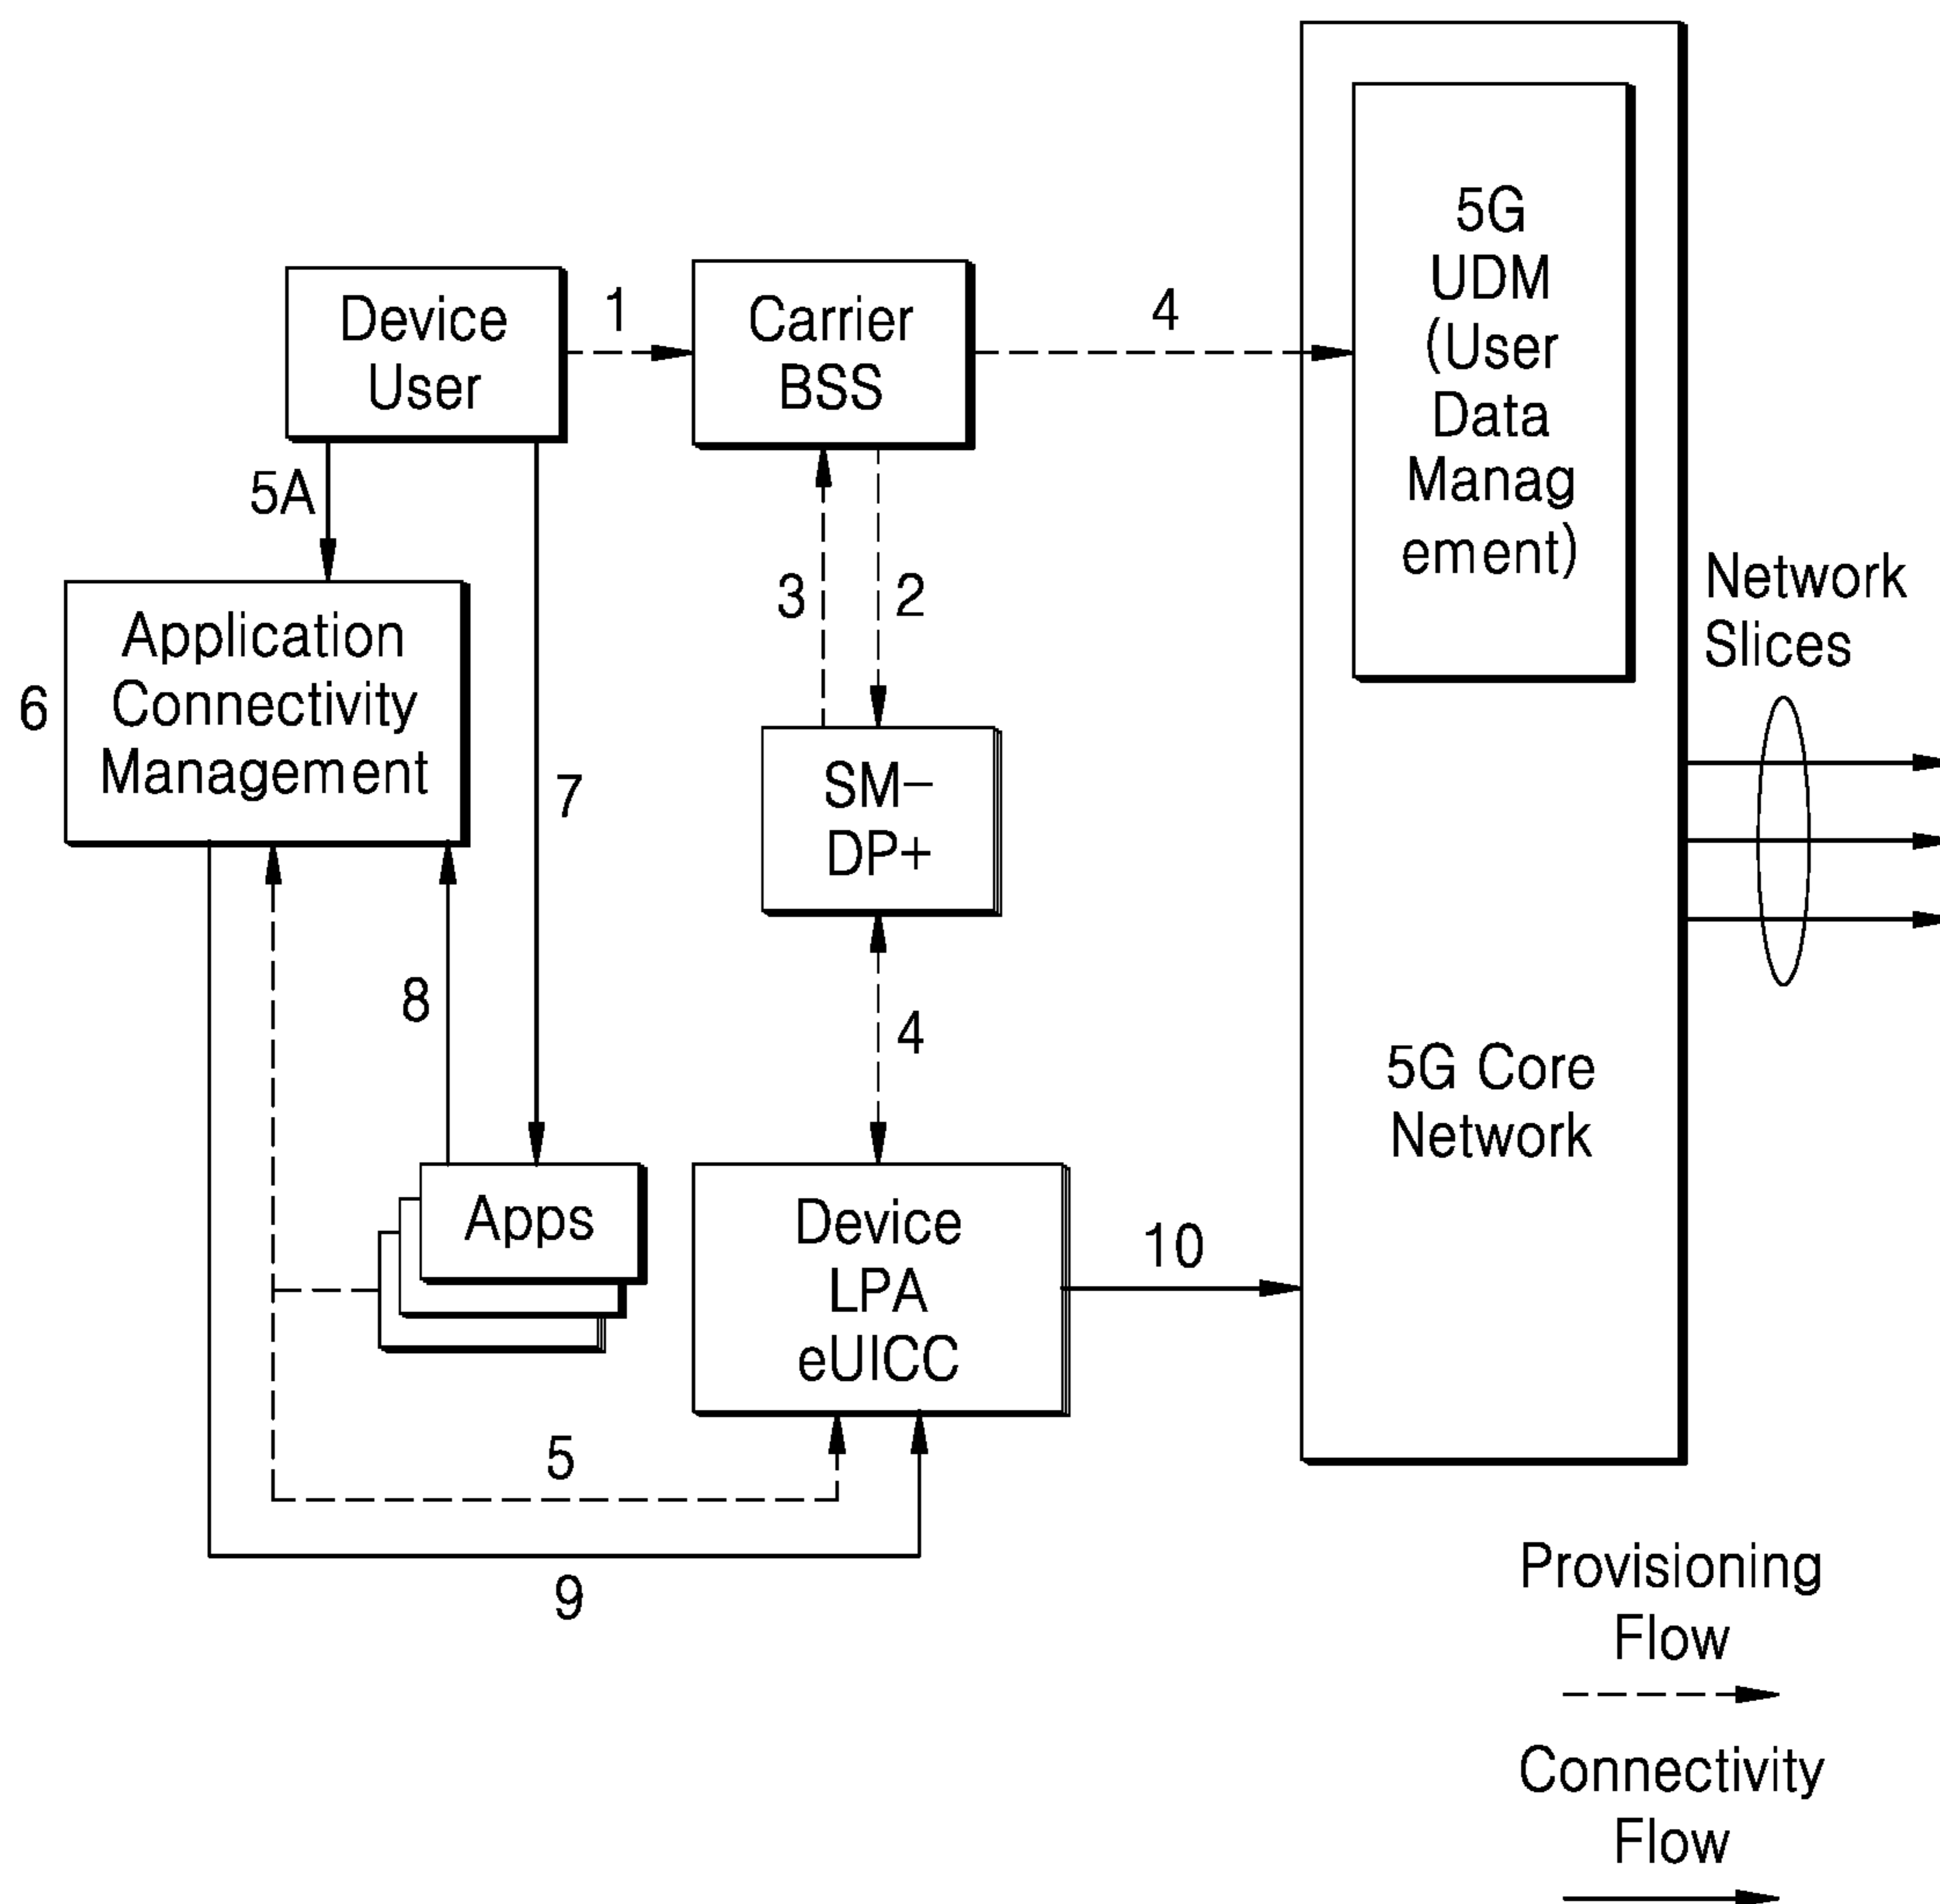 Device
User
1
Carrier
BSS
4
5G
UDM
(User
Data
Manag
ement)
5A
3
2
Network
Slices
6
Application
Connectivity
Management
7
SM-
DP+
8
4
5G Core
Network
Apps
Device
LPA
eUICC
10
5
9
Provisioning
Flow
Connectivity
Flow